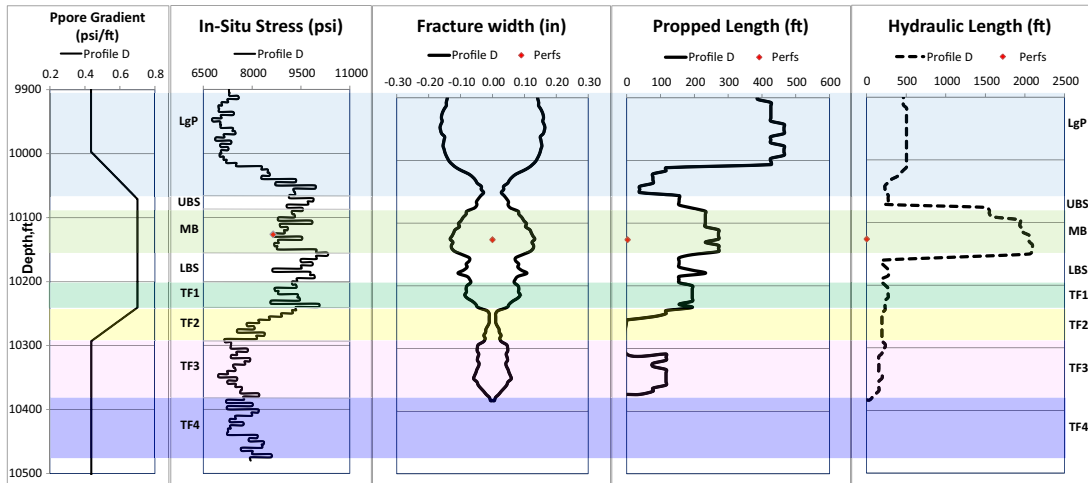 Ppore Gradient
(psi/ft)
Profile D
0.2 0.4 0.6 0.8
In-Situ Stress (psi)
Profile D
6500 8000 9500 11000
Fracture width (in)
Profile D Perfs
-0.30 -0.20 -0.10 0.00 0.10 0.20 0.30
Propped Length (ft)
Profile D Perfs
0 100 200 300 400 500 600
Hydraulic Length (ft)
Profile D Perfs
0 500 1000 1500 2000 2500
Depth,ft
9900
10000
10100
10200
10300
10400
10500
LgP
UBS
MB
LBS
TF1
TF2
TF3
TF4
LgP
UBS
MB
LBS
TF1
TF2
TF3
TF4